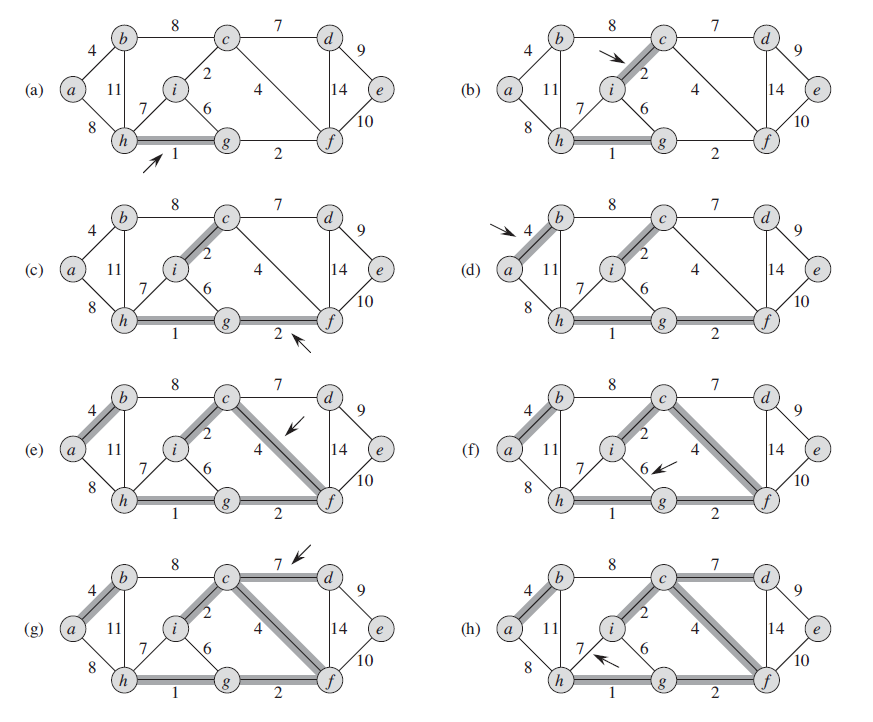 8 7 8 7
b c d b c d
4 9 4 9
2 2
(a) a 11 i 4 14 e (b) a 11 i 4 14 e
7 6 7 6
8 10 8 10
h g f h g f
1 2 1 2
8 7 8 7
b c d b c d
4 9 4 9
2 2
(c) a 11 i 4 14 e (d) a 11 i 4 14 e
7 6 7 6
8 10 8 10
h g f h g f
1 2 1 2
8 7 8 7
b c d b c d
4 9 4 9
2 2
(e) a 11 i 4 14 e (f) a 11 i 4 14 e
7 6 7 6
8 10 8 10
h g f h g f
1 2 1 2
8 7 8 7
b c d b c d
4 9 4 9
2 2
(g) a 11 i 4 14 e (h) a 11 i 4 14 e
7 6 7 6
8 10 8 10
h g f h g f
1 2 1 2